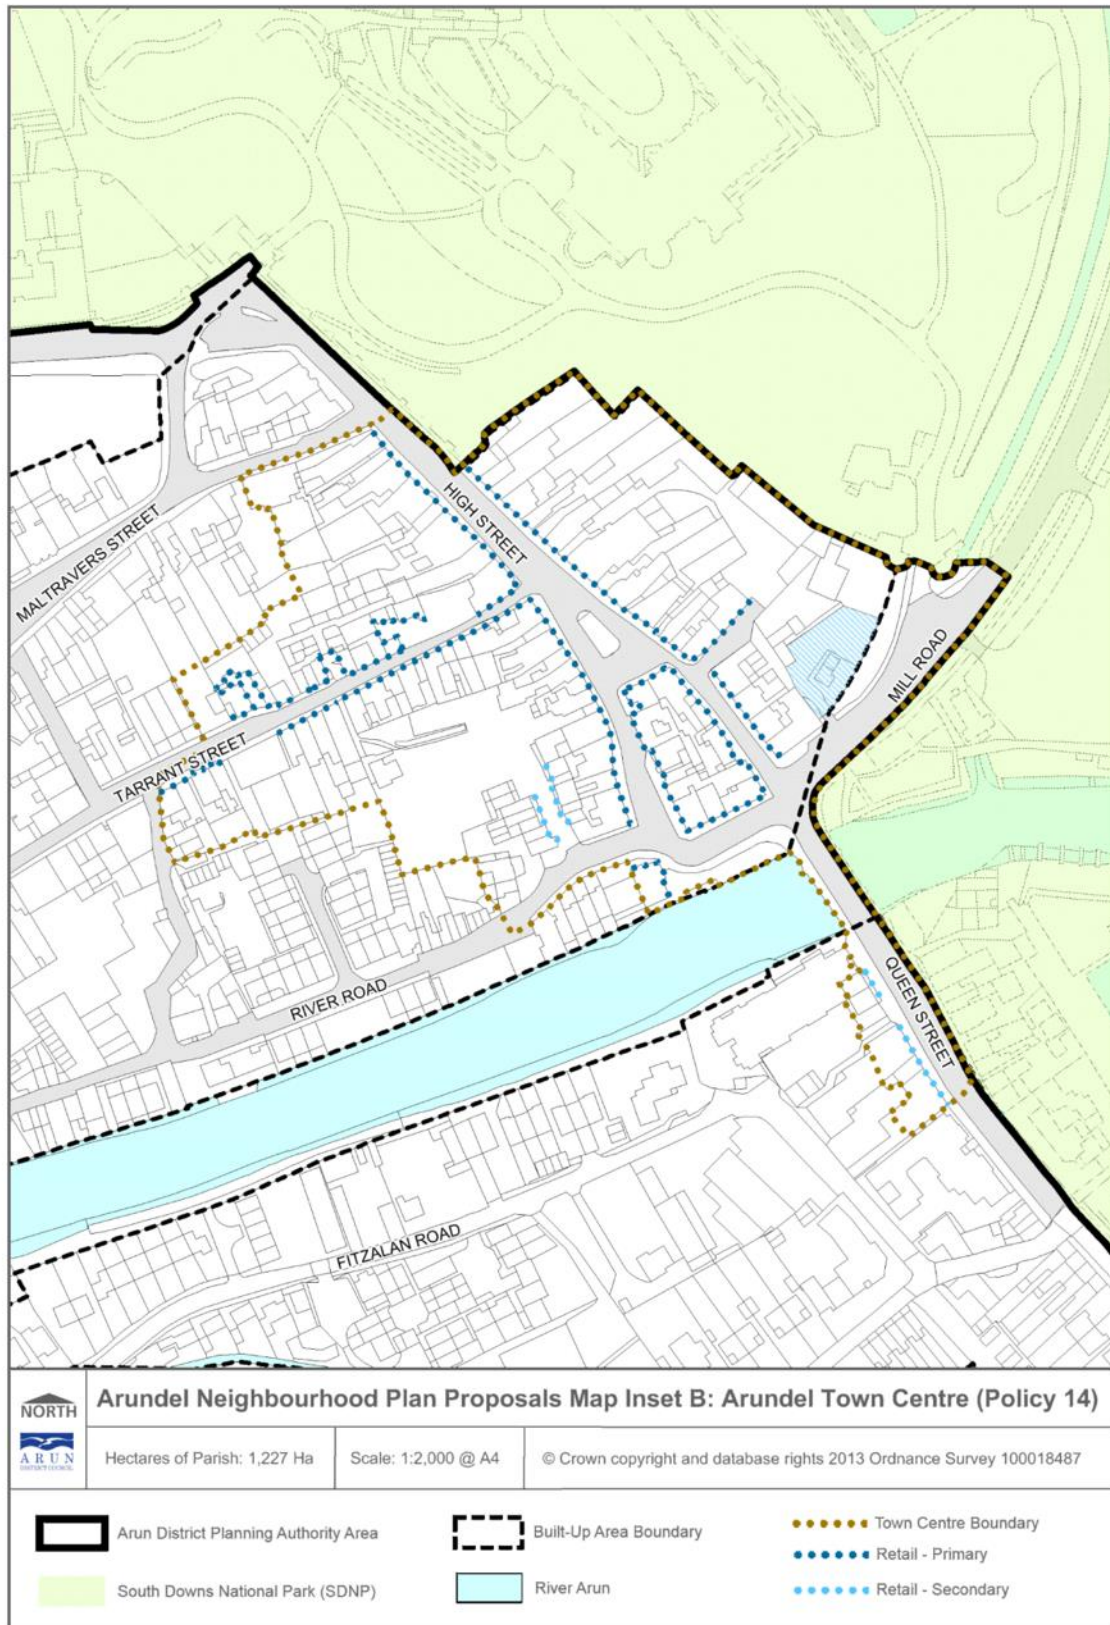 HIGH STREET
MALTRAVERS STREET
MILL ROAD
TARRANT STREET
QUEEN STREET
RIVER ROAD
FITZALAN ROAD
NORTH
Arundel Neighbourhood Plan Proposals Map Inset B: Arundel Town Centre (Policy 14)
ARUN
DISTRICT COUNCIL
Hectares of Parish: 1,227 Ha
Scale: 1:2,000 @ A4
© Crown copyright and database rights 2013 Ordnance Survey 100018487
Arun District Planning Authority Area
Built-Up Area Boundary
Town Centre Boundary
Retail - Primary
South Downs National Park (SDNP)
River Arun
Retail - Secondary